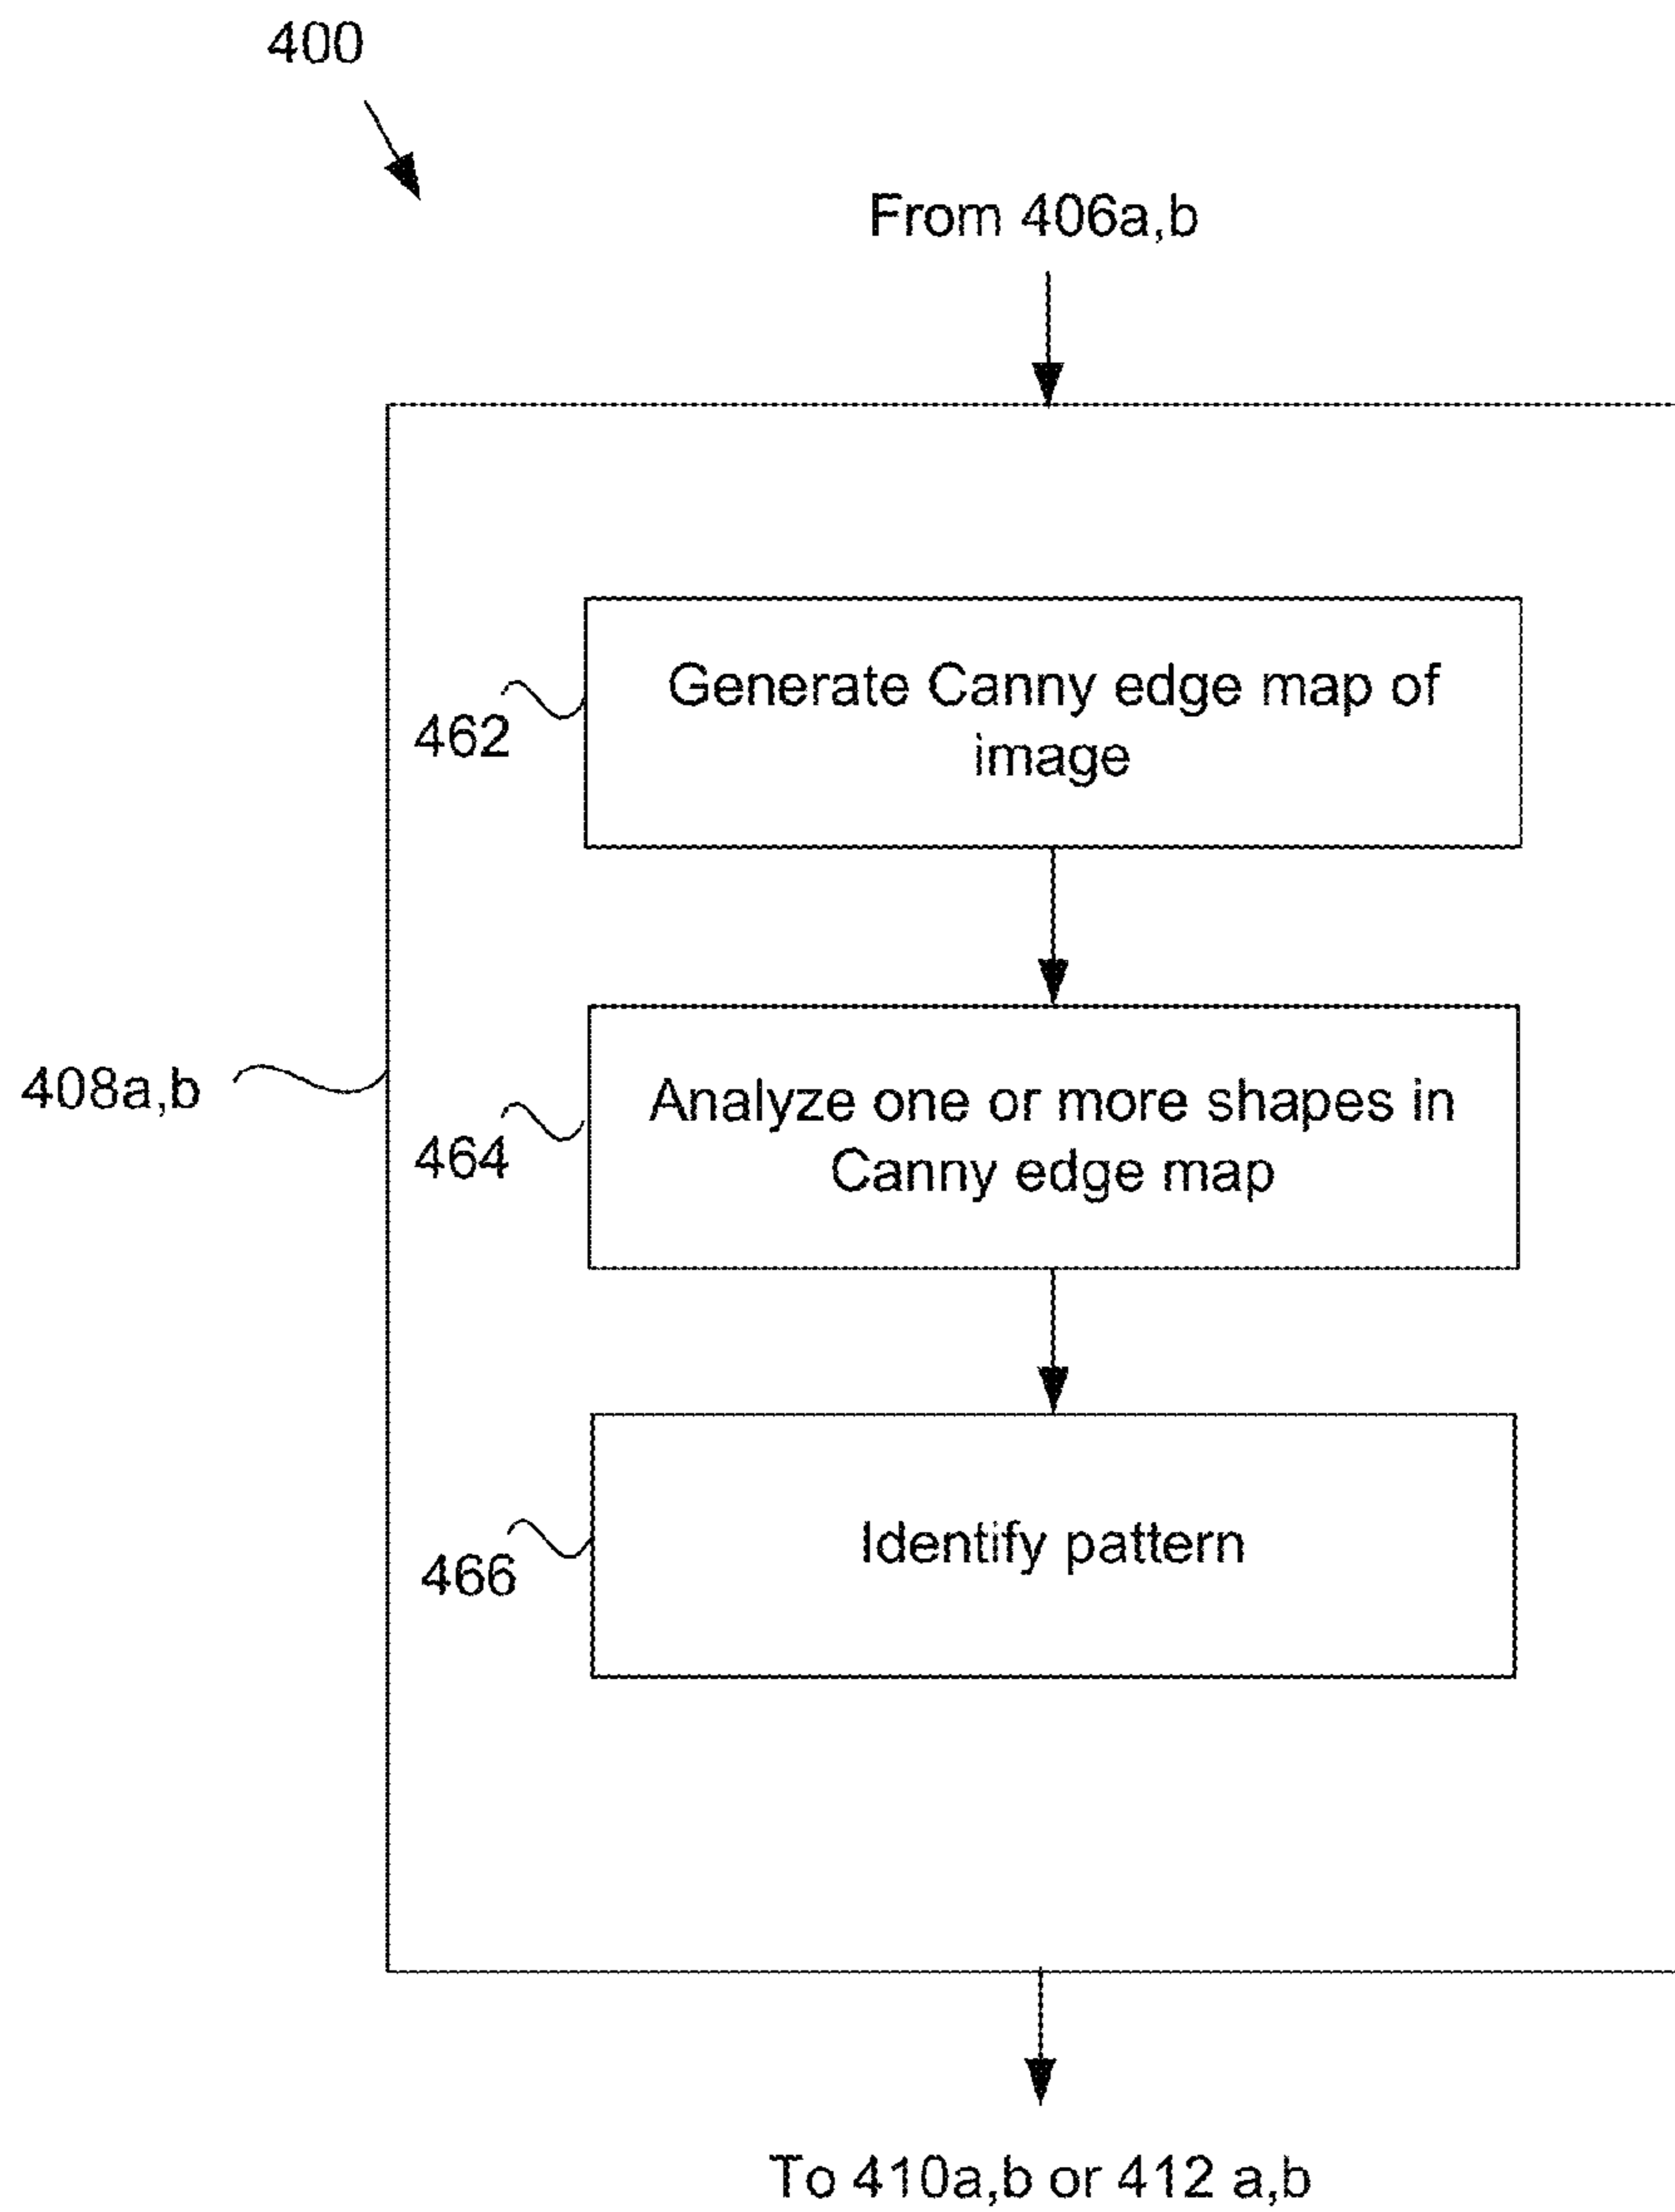 400
From 406a,b
Generate Canny edge map of
image
462
408a,b
Analyze one or more shapes in
Canny edge map
464
Identify pattern
466
To 410a,b or 412 a,b